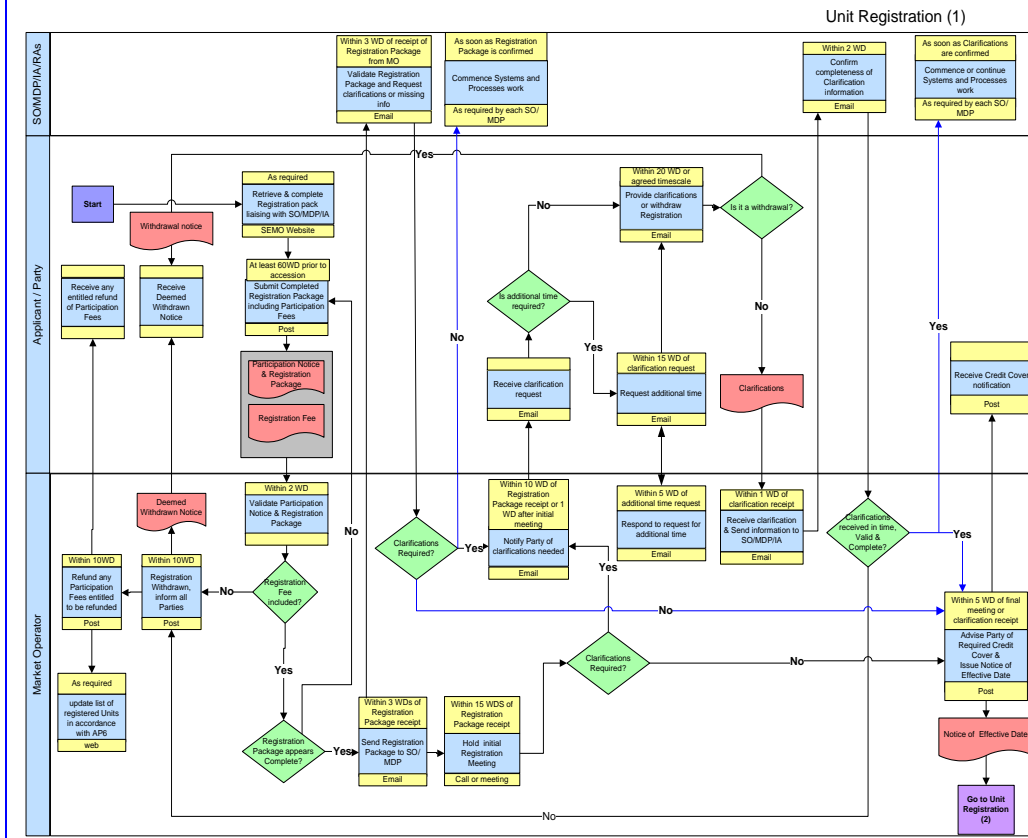 Unit Registration (1)
SO/MDP/IA/RAs
Within 3 WD of receipt of
Registration Package
from MO
Validate Registration
Package and Request
clarifications or missing
info
Email
As soon as Registration
Package is confirmed
Commence Systems and
Processes work
As required by each SO/
MDP
Within 2 WD
Confirm
completeness of
Clarification
information
Email
As soon as Clarifications
are confirmed
Commence or continue
Systems and Processes
work
As required by each SO/
MDP
Applicant / Party
Start
Withdrawal notice
As required
Retrieve & complete
Registration pack
liaising with SO/MDP/IA
SEMO Website
Yes
Within 20 WD or
agreed timescale
Provide clarifications
or withdraw
Registration
Email
Is it a withdrawal?
No
Receive any
entitled refund
of Participation
Fees
Receive
Deemed
Withdrawn
Notice
At least 60WD prior to
accession
Submit Completed
Registration Package
including Participation
Fees
Post
Is additional time
required?
No
Yes
No
Yes
Participation Notice
& Registration
Package
Registration Fee
Receive clarification
request
Email
Within 15 WD of
clarification request
Request additional time
Email
Clarifications
Receive Credit Cover
notification
Post
Market Operator
Deemed
Withdrawn Notice
Within 2 WD
Validate Participation
Notice & Registration
Package
No
Clarifications
Required?
Yes
Within 10 WD of
Registration
Package receipt or 1
WD after initial
meeting
Notify Party of
clarifications needed
Email
Within 5 WD of
additional time request
Respond to request for
additional time
Email
Within 1 WD of
clarification receipt
Receive clarification
& Send information to
SO/MDP/IA
Email
Clarifications
received in time,
Valid &
Complete?
Yes
Within 10WD
Refund any
Participation
Fees entitled
to be refunded
Post
Within 10WD
Registration
Withdrawn,
inform all
Parties
Post
No
Registration
Fee
included?
Yes
No
Yes
Within 5 WD of final
meeting or
clarification receipt
Advise Party of
Required Credit
Cover &
Issue Notice of
Effective Date
Post
Clarifications
Required?
No
As required
update list of
registered Units
in accordance
with AP6
web
Registration
Package appears
Complete?
Yes
Within 3 WDs of
Registration
Package receipt
Send Registration
Package to SO/
MDP
Email
Within 15 WDS of
Registration
Package receipt
Hold initial
Registration
Meeting
Call or meeting
Notice of Effective Date
No
Go to Unit
Registration
(2)